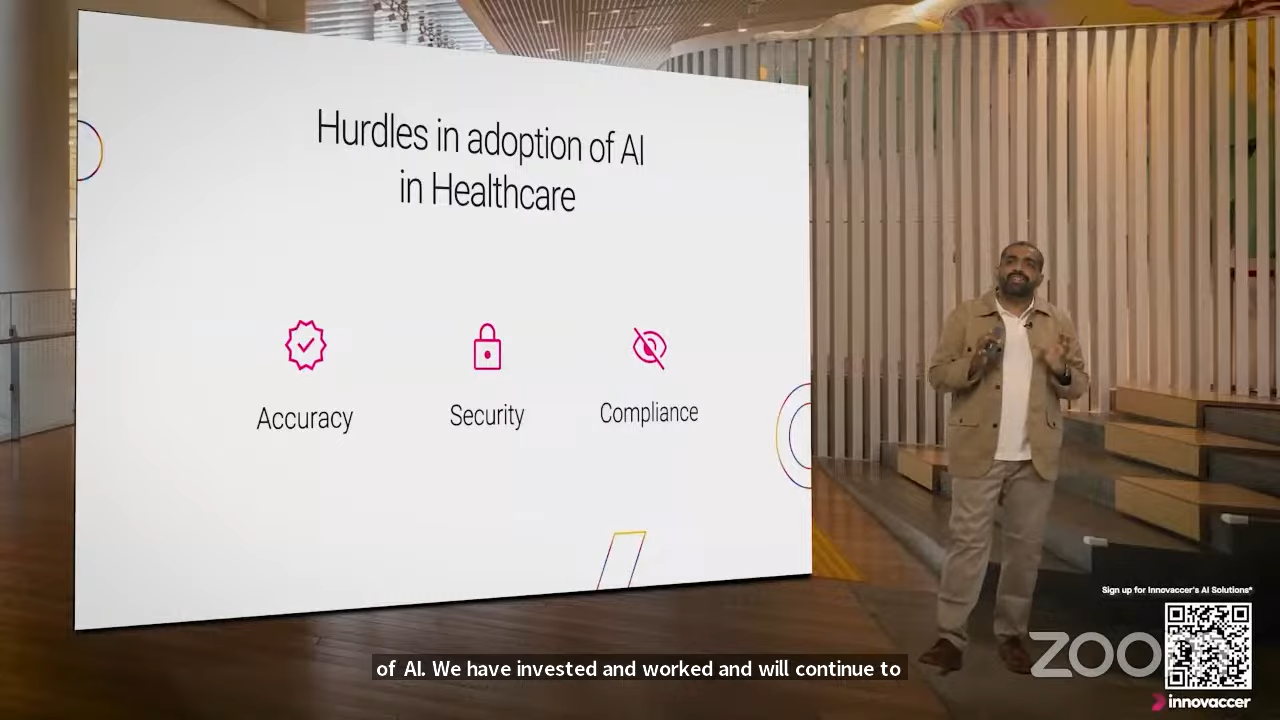 Hurdles in adoption of AI
in Healthcare
Accuracy
Security
Compliance
Sign up for Innovaccer's AI Solutions*
zoom
innovaccer
of AI. We have invested and worked and will continue to